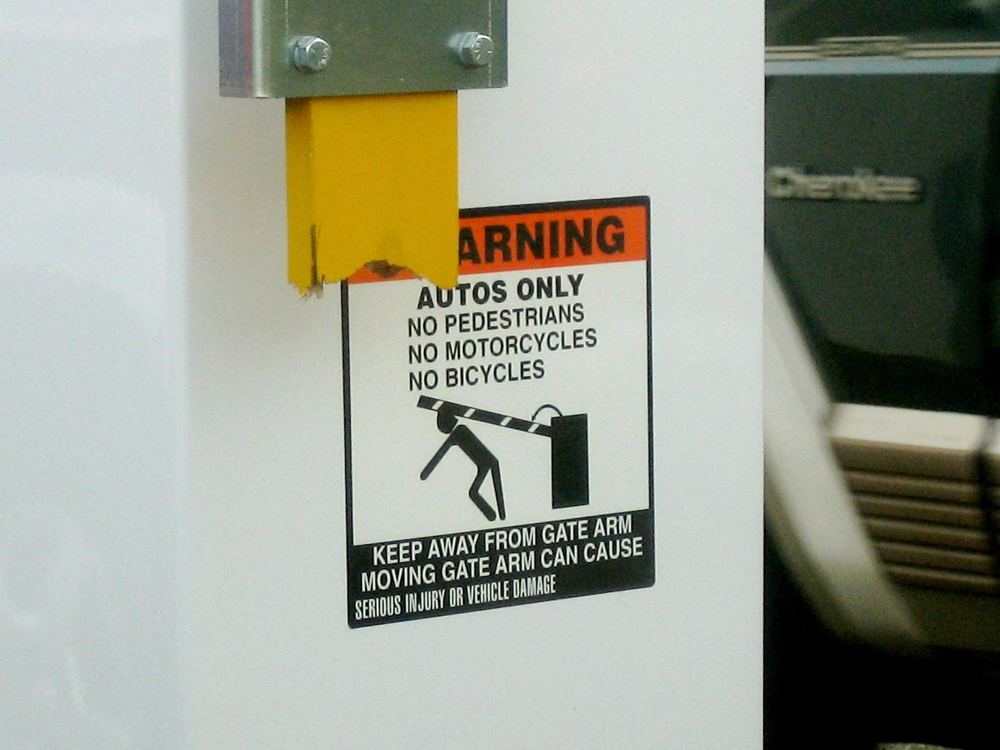 ARNING
AUTOS ONLY
NO PEDESTRIANS
NO MOTORCYCLES
NO BICYCLES
KEEP AWAY FROM GATE ARM
MOVING GATE ARM CAN CAUSE
SERIOUS INJURY OR VEHICLE DAMAGE